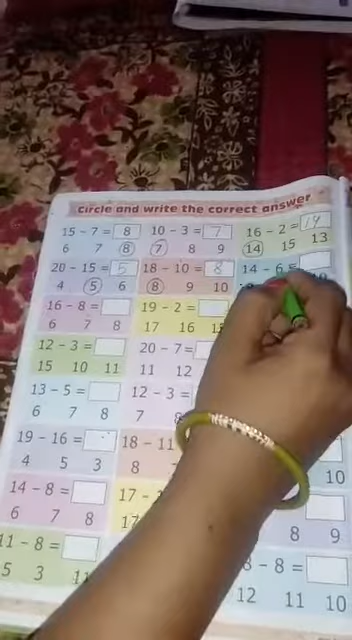 Circle and write the correct answer
15 - 7 = 8 10 - 3 = 7 16 - 2 = 14
6 7 8 7 8 9 14 15 13
20 - 15 = 5 18 - 10 = 8 14 - 6 =
4 5 6 8 9 10
16 - 8 = 19 - 2 =
6 7 8 17 16
12 - 3 = 20 - 7 =
15 10 11 11 12
13 - 5 = 12 - 3 =
6 7 8 7
19 - 16 = 18 - 11
4 5 3 8
14 - 8 = 17 -
6 7 8 17 10
11 - 8 = 8 9
5 3 - 8 =
12 11 10